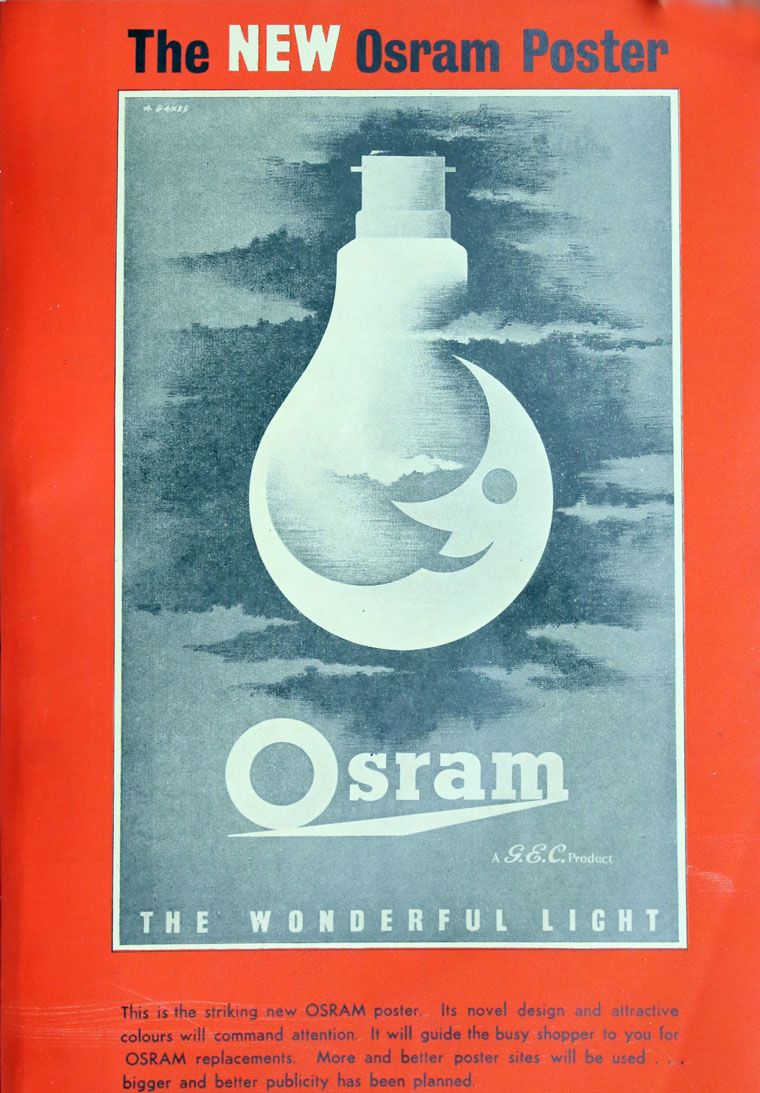 The NEW Osram Poster
A GAMES
Osram
A G.E.C. Product
THE WONDERFUL LIGHT
This is the striking new OSRAM poster. Its novel design and attractive
colours will command attention. It will guide the busy shopper to you for
OSRAM replacements. More and better poster sites will be used . . .
bigger and better publicity has been planned.